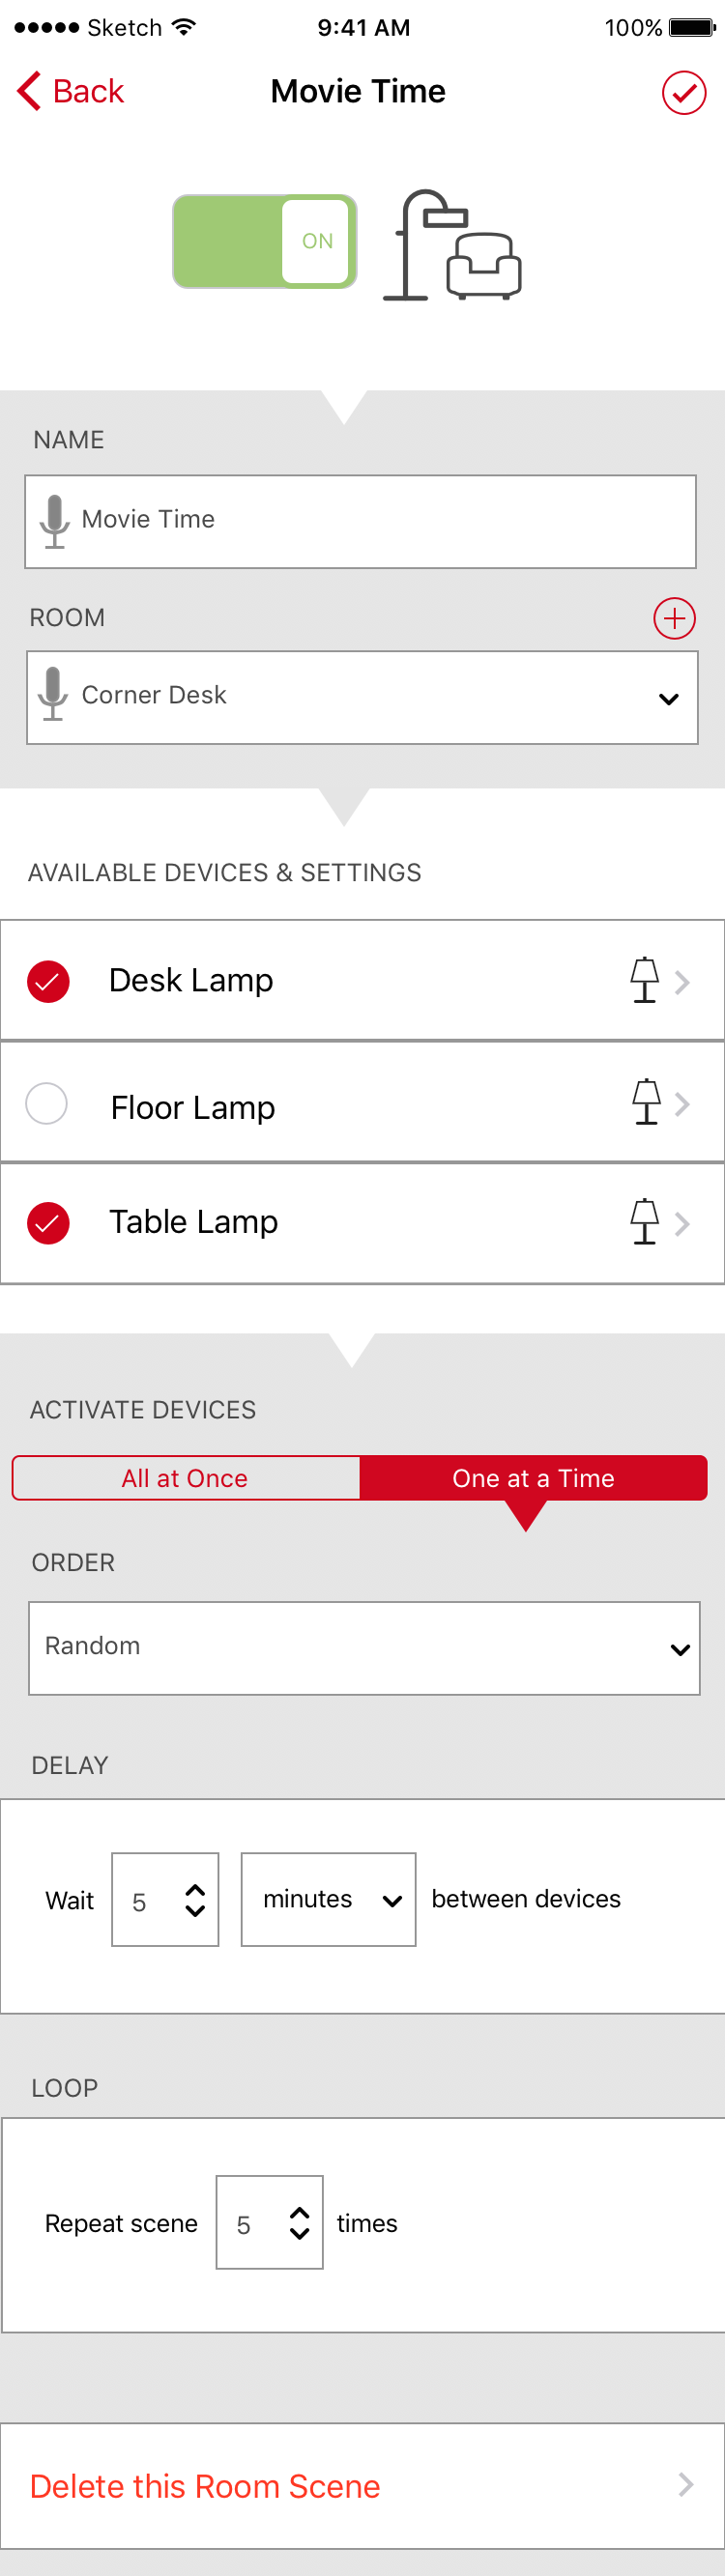 Sketch 9:41 AM 100%
Back Movie Time
ON
NAME
Movie Time
ROOM
Corner Desk
AVAILABLE DEVICES & SETTINGS
Desk Lamp
Floor Lamp
Table Lamp
ACTIVATE DEVICES
All at Once One at a Time
ORDER
Random
DELAY
Wait 5 minutes between devices
LOOP
Repeat scene 5 times
Delete this Room Scene